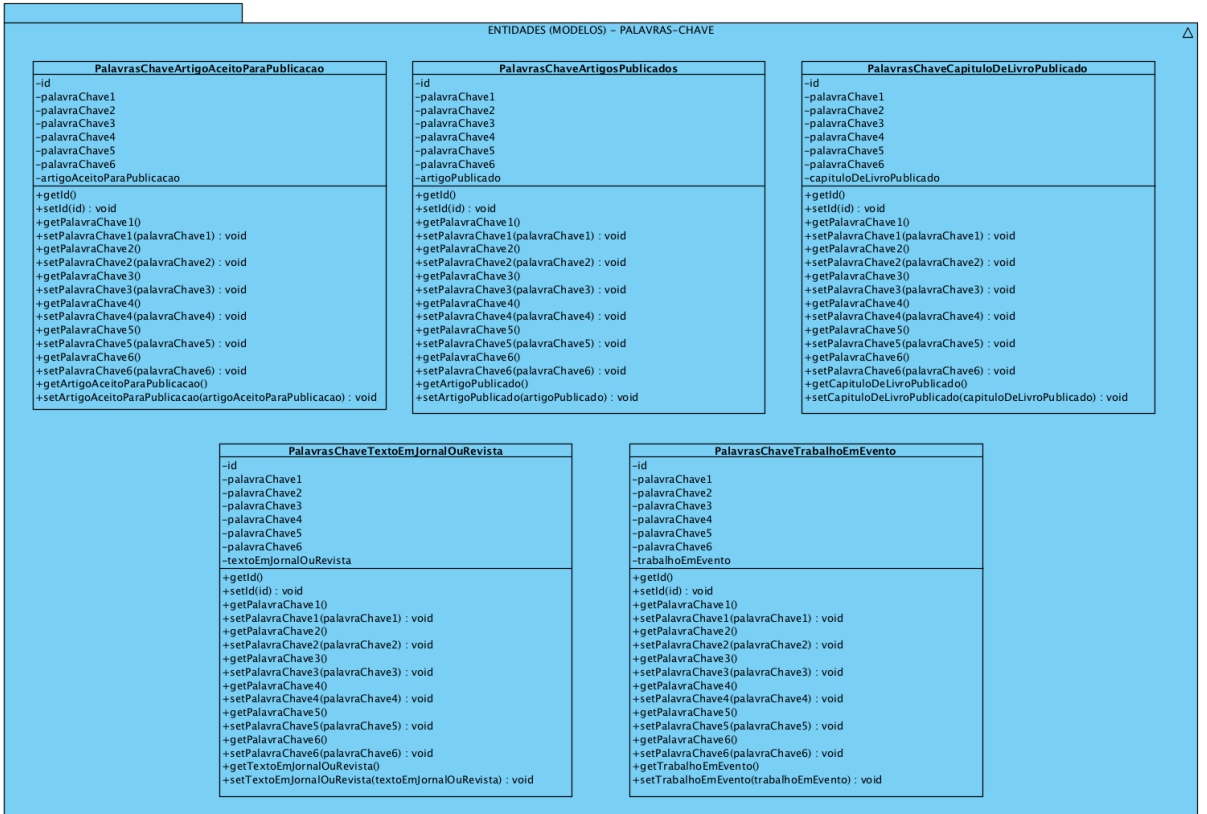 ENTIDADES (MODELOS) - PALAVRAS-CHAVE
PalavrasChaveArtigoAceitoParaPublicacao
-id
-palavraChave1
-palavraChave2
-palavraChave3
-palavraChave4
-palavraChave5
-palavraChave6
-artigoAceitoParaPublicacao
+getId()
+setId(id) : void
+getPalavraChave1()
+setPalavraChave1(palavraChave1) : void
+getPalavraChave2()
+setPalavraChave2(palavraChave2) : void
+getPalavraChave3()
+setPalavraChave3(palavraChave3) : void
+getPalavraChave4()
+setPalavraChave4(palavraChave4) : void
+getPalavraChave5()
+setPalavraChave5(palavraChave5) : void
+getPalavraChave6()
+setPalavraChave6(palavraChave6) : void
+getArtigoAceitoParaPublicacao()
+setArtigoAceitoParaPublicacao(artigoAceitoParaPublicacao) : void
PalavrasChaveArtigosPublicados
-id
-palavraChave1
-palavraChave2
-palavraChave3
-palavraChave4
-palavraChave5
-palavraChave6
-artigoPublicado
+getId()
+setId(id) : void
+getPalavraChave1()
+setPalavraChave1(palavraChave1) : void
+getPalavraChave2()
+setPalavraChave2(palavraChave2) : void
+getPalavraChave3()
+setPalavraChave3(palavraChave3) : void
+getPalavraChave4()
+setPalavraChave4(palavraChave4) : void
+getPalavraChave5()
+setPalavraChave5(palavraChave5) : void
+getPalavraChave6()
+setPalavraChave6(palavraChave6) : void
+getArtigoPublicado()
+setArtigoPublicado(artigoPublicado) : void
PalavrasChaveCapituloDeLivroPublicado
-id
-palavraChave1
-palavraChave2
-palavraChave3
-palavraChave4
-palavraChave5
-palavraChave6
-capituloDeLivroPublicado
+getId()
+setId(id) : void
+getPalavraChave1()
+setPalavraChave1(palavraChave1) : void
+getPalavraChave2()
+setPalavraChave2(palavraChave2) : void
+getPalavraChave3()
+setPalavraChave3(palavraChave3) : void
+getPalavraChave4()
+setPalavraChave4(palavraChave4) : void
+getPalavraChave5()
+setPalavraChave5(palavraChave5) : void
+getPalavraChave6()
+setPalavraChave6(palavraChave6) : void
+getCapituloDeLivroPublicado()
+setCapituloDeLivroPublicado(capituloDeLivroPublicado) : void
PalavrasChaveTextoEmJornalOuRevista
-id
-palavraChave1
-palavraChave2
-palavraChave3
-palavraChave4
-palavraChave5
-palavraChave6
-textoEmJornalOuRevista
+getId()
+setId(id) : void
+getPalavraChave1()
+setPalavraChave1(palavraChave1) : void
+getPalavraChave2()
+setPalavraChave2(palavraChave2) : void
+getPalavraChave3()
+setPalavraChave3(palavraChave3) : void
+getPalavraChave4()
+setPalavraChave4(palavraChave4) : void
+getPalavraChave5()
+setPalavraChave5(palavraChave5) : void
+getPalavraChave6()
+setPalavraChave6(palavraChave6) : void
+getTextoEmJornalOuRevista()
+setTextoEmJornalOuRevista(textoEmJornalOuRevista) : void
PalavrasChaveTrabalhoEmEvento
-id
-palavraChave1
-palavraChave2
-palavraChave3
-palavraChave4
-palavraChave5
-palavraChave6
-trabalhoEmEvento
+getId()
+setId(id) : void
+getPalavraChave1()
+setPalavraChave1(palavraChave1) : void
+getPalavraChave2()
+setPalavraChave2(palavraChave2) : void
+getPalavraChave3()
+setPalavraChave3(palavraChave3) : void
+getPalavraChave4()
+setPalavraChave4(palavraChave4) : void
+getPalavraChave5()
+setPalavraChave5(palavraChave5) : void
+getPalavraChave6()
+setPalavraChave6(palavraChave6) : void
+getTrabalhoEmEvento()
+setTrabalhoEmEvento(trabalhoEmEvento) : void